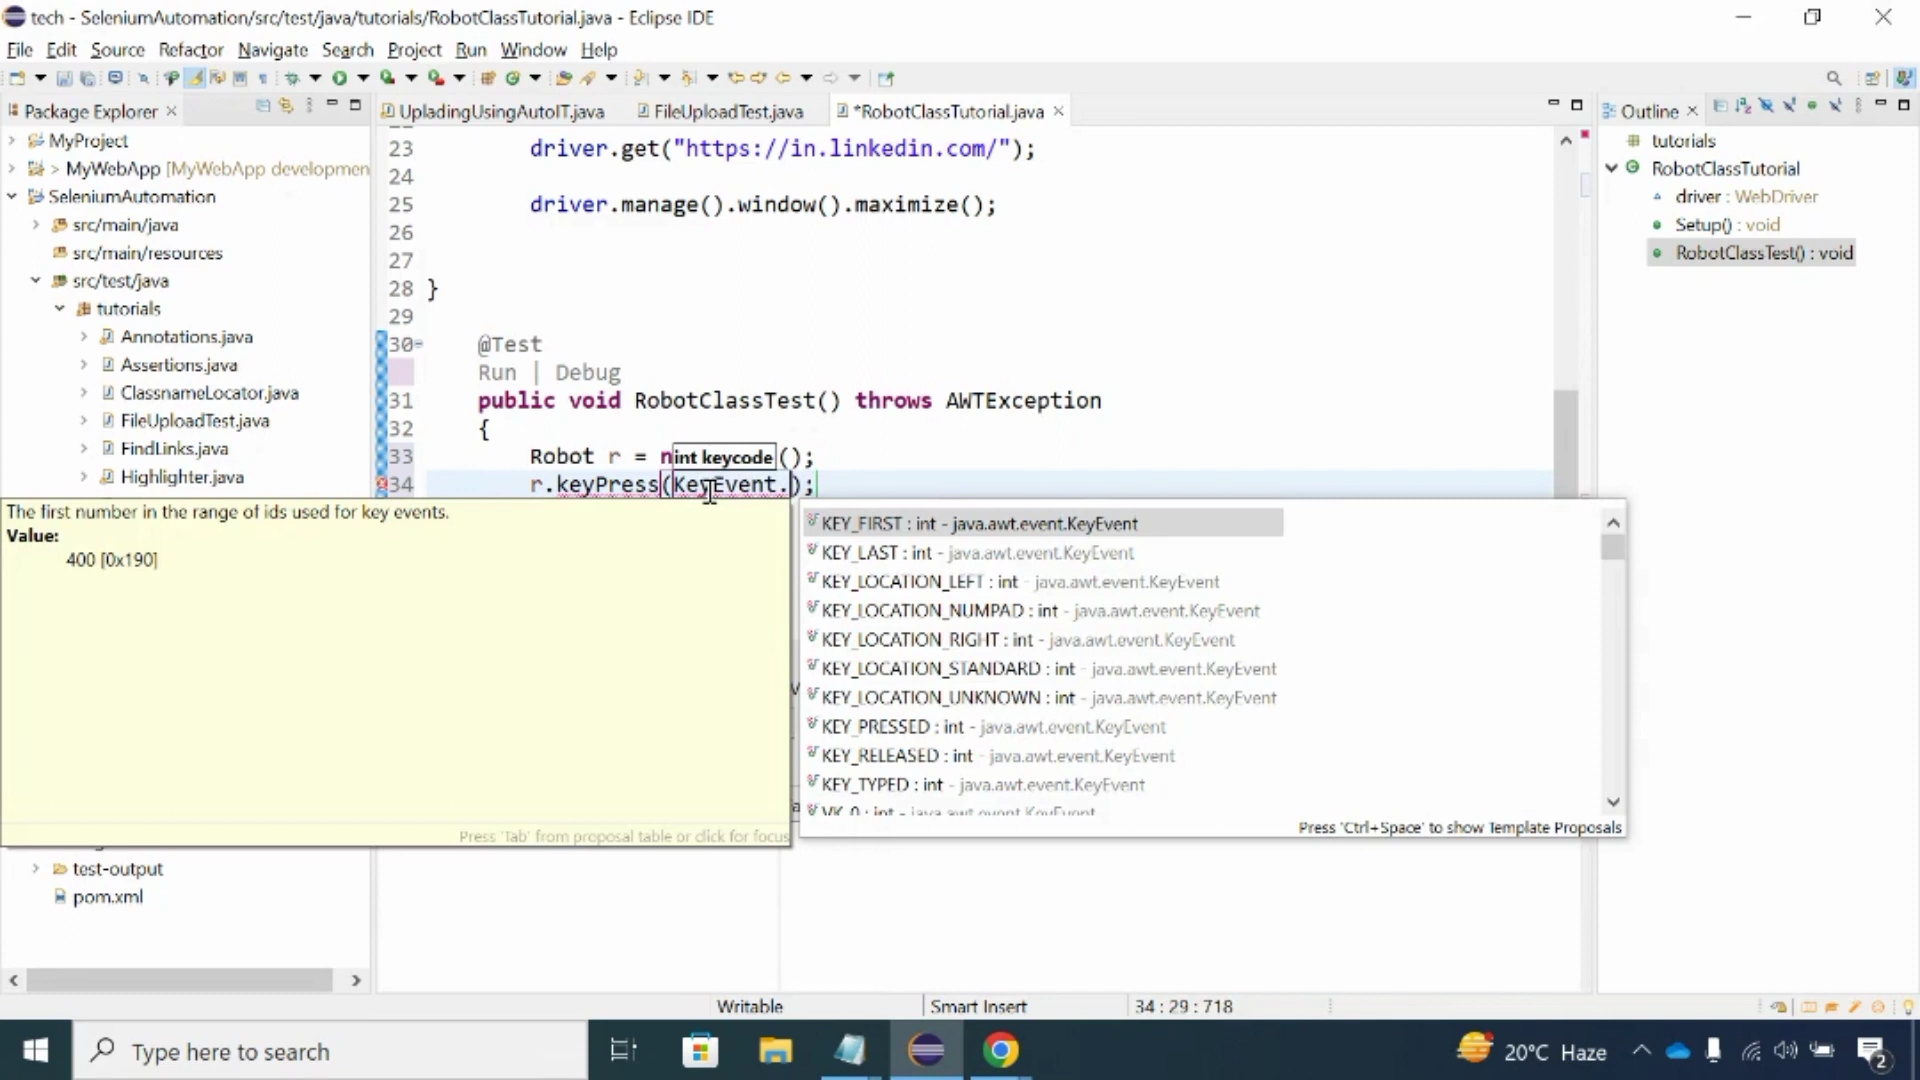 tech - SeleniumAutomation/src/test/java/tutorials/RobotClassTutorial.java - Eclipse IDE
File Edit Source Refactor Navigate Search Project Run Window Help
Package Explorer
UpladingUsingAutoIT.java FileUploadTest.java *RobotClassTutorial.java
Outline
MyProject
> MyWebApp [MyWebApp developmen
SeleniumAutomation
src/main/java
src/main/resources
src/test/java
tutorials
Annotations.java
Assertions.java
ClassnameLocator.java
FileUploadTest.java
FindLinks.java
Highlighter.java
test-output
pom.xml
23 driver.get("https://in.linkedin.com/");
24
25 driver.manage().window().maximize();
26
27
28 }
29
30 @Test
Run | Debug
31 public void RobotClassTest() throws AWTException
32 {
33 Robot r = n int keycode ();
34 r.keyPress(KeyEvent.);
The first number in the range of ids used for key events.
Value:
400 [0x190]
Press 'Tab' from proposal table or click for focus
KEY_FIRST : int - java.awt.event.KeyEvent
KEY_LAST : int - java.awt.event.KeyEvent
KEY_LOCATION_LEFT : int - java.awt.event.KeyEvent
KEY_LOCATION_NUMPAD : int - java.awt.event.KeyEvent
KEY_LOCATION_RIGHT : int - java.awt.event.KeyEvent
KEY_LOCATION_STANDARD : int - java.awt.event.KeyEvent
KEY_LOCATION_UNKNOWN : int - java.awt.event.KeyEvent
KEY_PRESSED : int - java.awt.event.KeyEvent
KEY_RELEASED : int - java.awt.event.KeyEvent
KEY_TYPED : int - java.awt.event.KeyEvent
VK_0 : int - java.awt.event.KeyEvent
Press 'Ctrl+Space' to show Template Proposals
tutorials
RobotClassTutorial
driver : WebDriver
Setup() : void
RobotClassTest() : void
Writable Smart Insert 34 : 29 : 718
Type here to search
20°C Haze
2